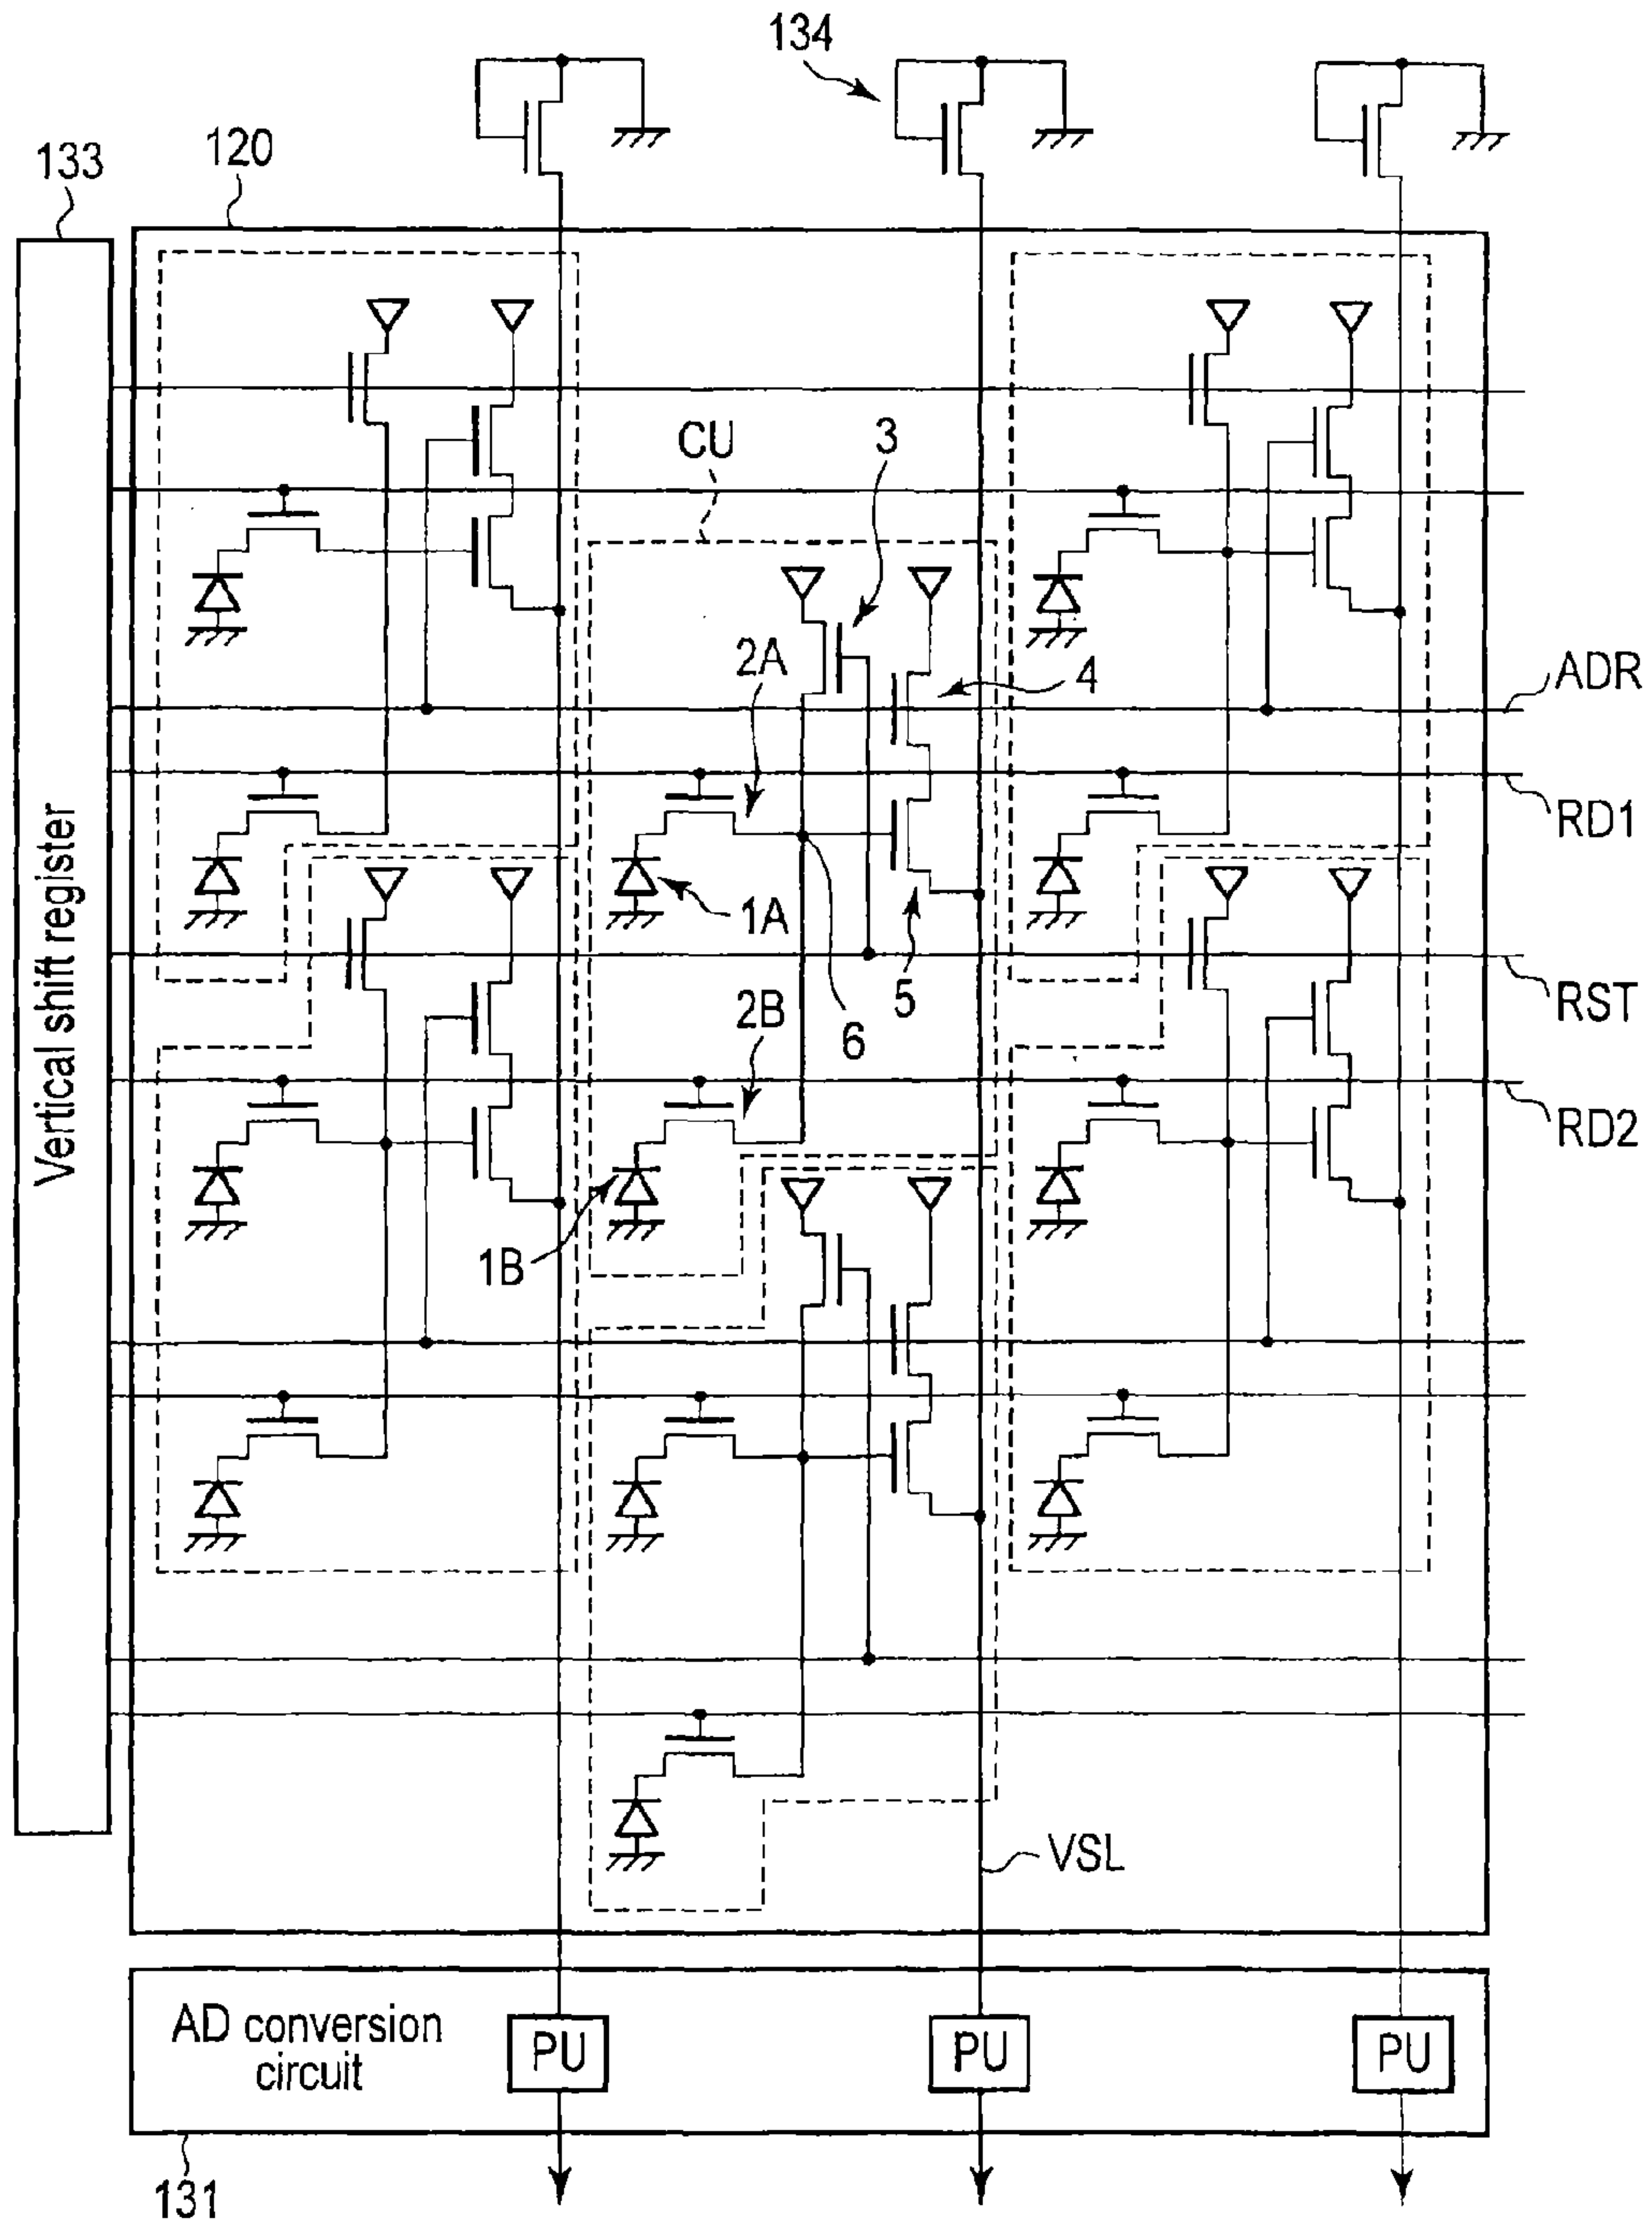 134
120
133
CU
3
2A
4
ADR
RD1
1A
5
RST
6
2B
RD2
1B
Vertical shift register
VSL
AD conversion
circuit
PU
PU
PU
131